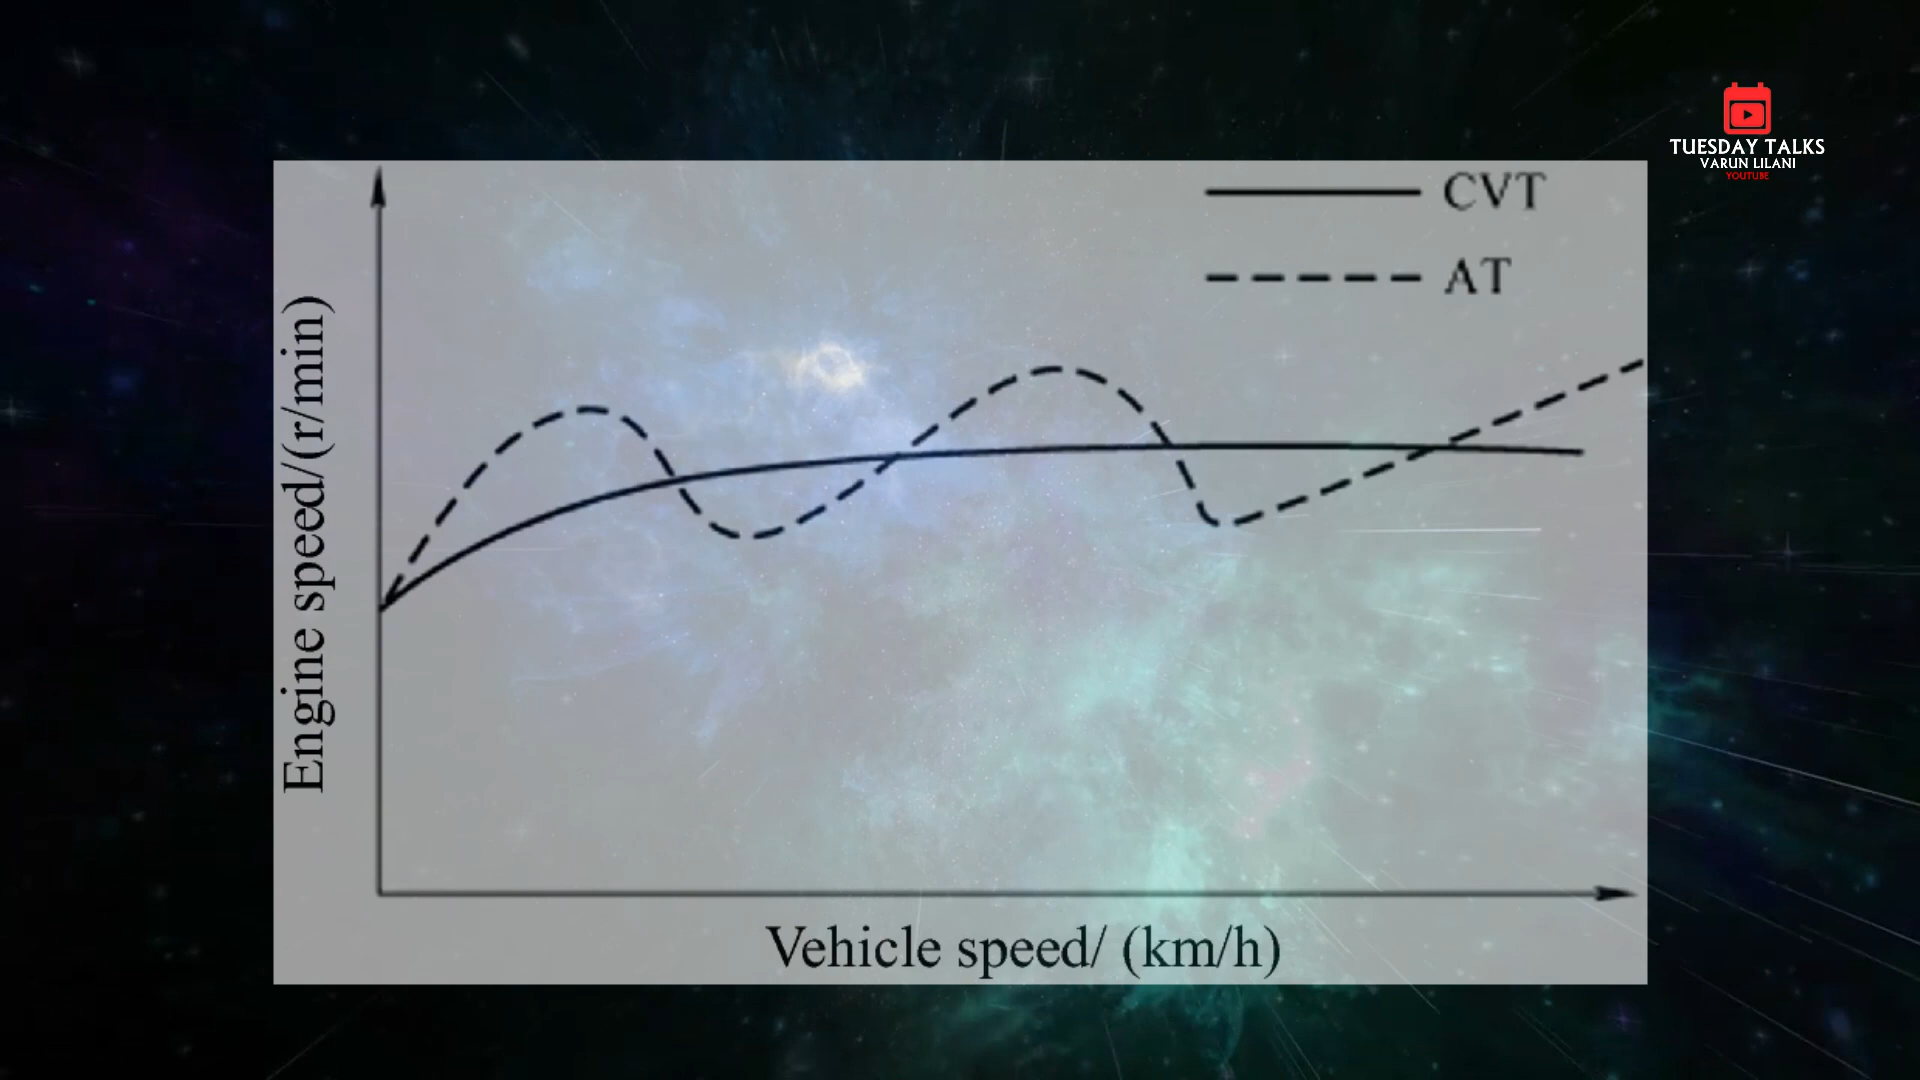 TUESDAY TALKS
VARUN LILANI
YOUTUBE
CVT
AT
Engine speed/(r/min)
Vehicle speed/ (km/h)